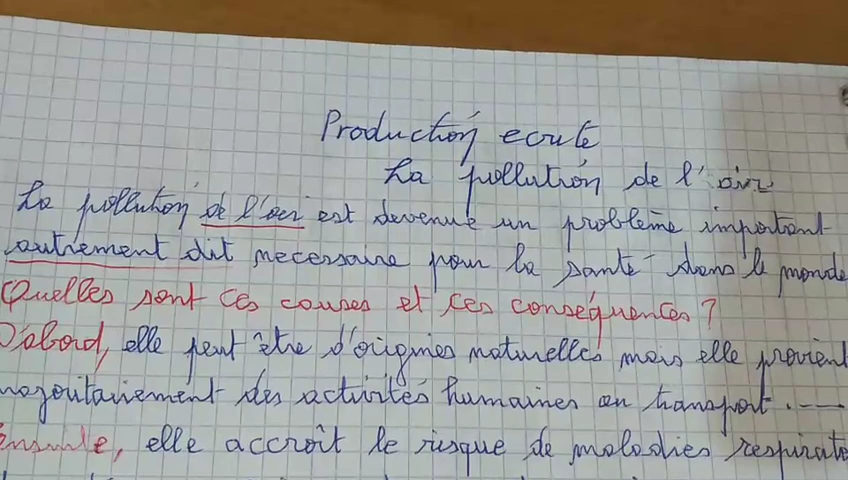 Production ecrite
La pollution de l'air
La pollution de l'air est devenue un problème important
autrement dit necessaire pour la santé dans le monde
Quelles sont ces causes et ces conséquences ?
D'abord, elle peut être d'origines naturelles mais elle provient
majoritairement des activités humaines en transport .---
Ensuite, elle accroît le risque de maladies respirato